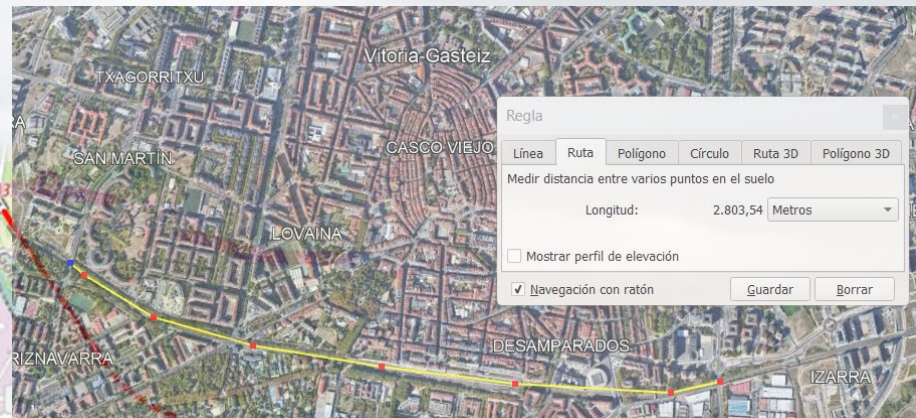 Vitoria-Gasteiz
TXAGORRITXU
RA
CASCO VIEJO
SAN MARTÍN
LOVAINA
RIZNAVARRA
DESAMPARADOS
IZARRA
Regla
Línea Ruta Polígono Círculo Ruta 3D Polígono 3D
Medir distancia entre varios puntos en el suelo
Longitud: 2.803,54 Metros
Mostrar perfil de elevación
Navegación con ratón Guardar Borrar